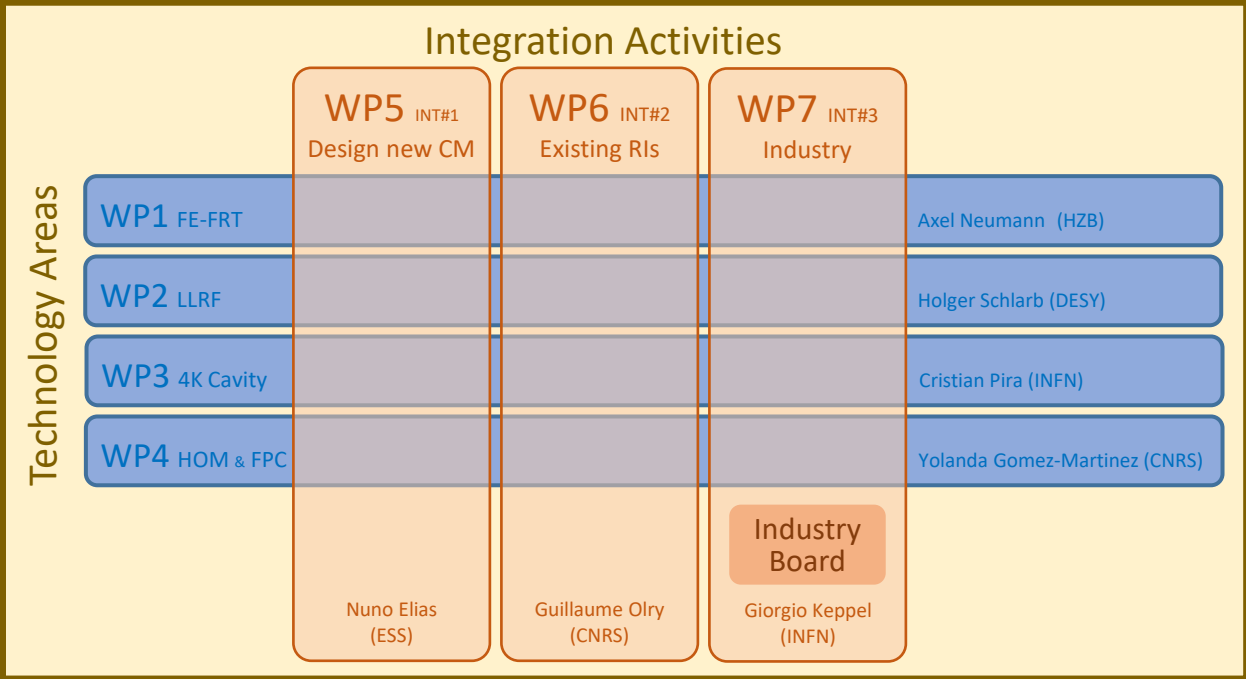 Integration Activities
WP5 INT#1
Design new CM
WP6 INT#2
Existing RIs
WP7 INT#3
Industry
Technology Areas
WP1 FE-FRT
Axel Neumann (HZB)
WP2 LLRF
Holger Schlarb (DESY)
WP3 4K Cavity
Cristian Pira (INFN)
WP4 HOM & FPC
Yolanda Gomez-Martinez (CNRS)
Industry
Board
Nuno Elias
(ESS)
Guillaume Olry
(CNRS)
Giorgio Keppel
(INFN)